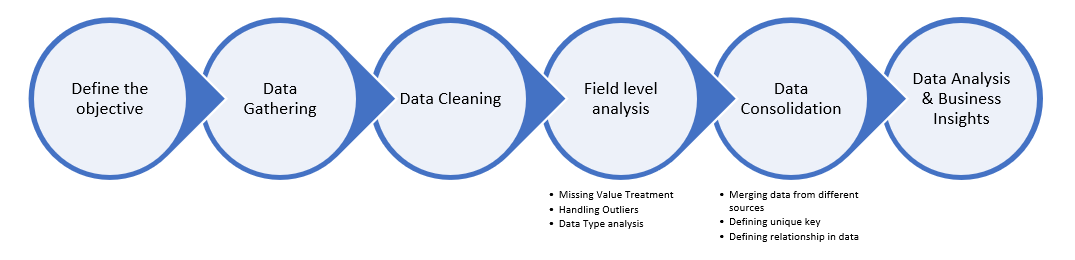 Define the
objective
Data
Gathering
Data Cleaning
Field level
analysis
Data
Consolidation
Data Analysis
& Business
Insights
• Missing Value Treatment
• Handling Outliers
• Data Type analysis
• Merging data from different
sources
• Defining unique key
• Defining relationship in data